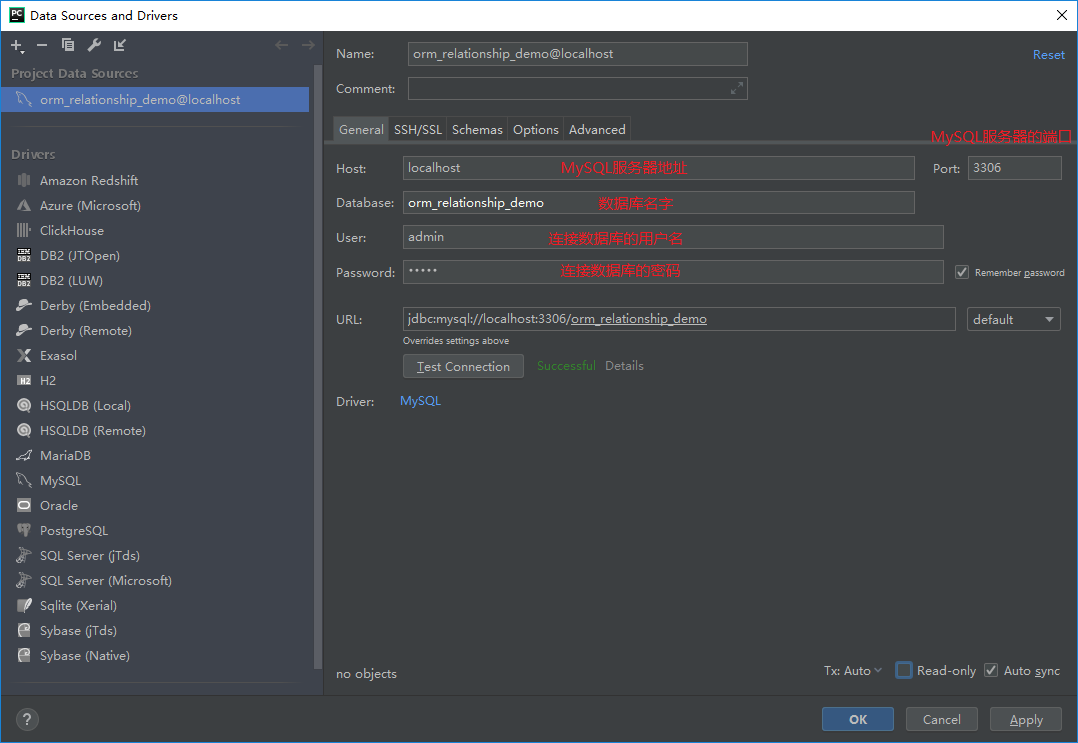 PC Data Sources and Drivers
Project Data Sources
orm_relationship_demo@localhost
Drivers
Amazon Redshift
Azure (Microsoft)
ClickHouse
IBM DB2 DB2 (JTOpen)
IBM DB2 DB2 (LUW)
Derby (Embedded)
Derby (Remote)
Exasol
H2 H2
HSQLDB (Local)
HSQLDB (Remote)
MariaDB
MySQL
Oracle
PostgreSQL
SQL Server (jTds)
SQL Server (Microsoft)
Sqlite (Xerial)
Sybase (jTds)
Sybase (Native)
?
Name: orm_relationship_demo@localhost Reset
Comment:
General SSH/SSL Schemas Options Advanced
MySQL服务器的端口
Host: localhost MySQL服务器地址 Port: 3306
Database: orm_relationship_demo 数据库名字
User: admin 连接数据库的用户名
Password: ••••• 连接数据库的密码 Remember password
URL: jdbc:mysql://localhost:3306/orm_relationship_demo default
Overrides settings above
Test Connection Successful Details
Driver: MySQL
no objects Tx: Auto Read-only Auto sync
OK Cancel Apply